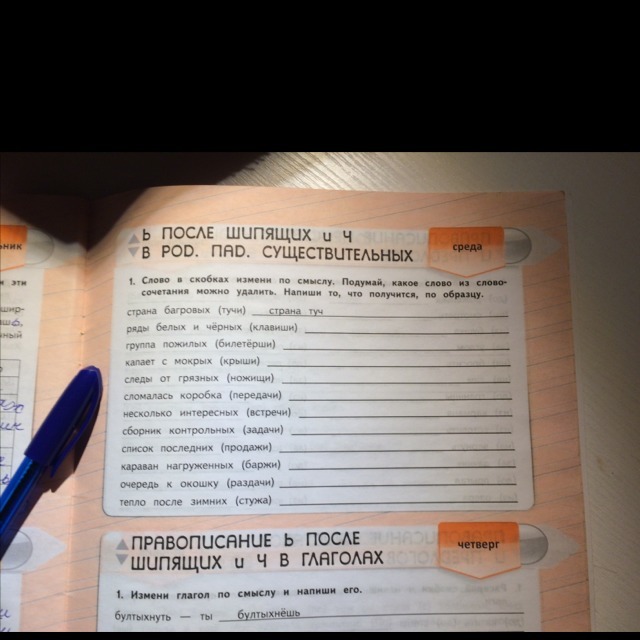 Ь ПОСЛЕ ШИПЯЩИХ и Ч
В РОД. ПАД. СУЩЕСТВИТЕЛЬНЫХ
среда
1. Слово в скобках измени по смыслу. Подумай, какое слово из слово-
сочетания можно удалить. Напиши то, что получится, по образцу.
страна багровых (тучи) страна туч
ряды белых и чёрных (клавиши)
группа пожилых (билетёрши)
капает с мокрых (крыши)
следы от грязных (ножищи)
сломалась коробка (передачи)
несколько интересных (встречи)
сборник контрольных (задачи)
список последних (продажи)
караван нагруженных (баржи)
очередь к окошку (раздачи)
тепло после зимних (стужа)
ПРАВОПИСАНИЕ Ь ПОСЛЕ
ШИПЯЩИХ и Ч В ГЛАГОЛАХ
четверг
1. Измени глагол по смыслу и напиши его.
бултыхнуть — ты бултыхнёшь